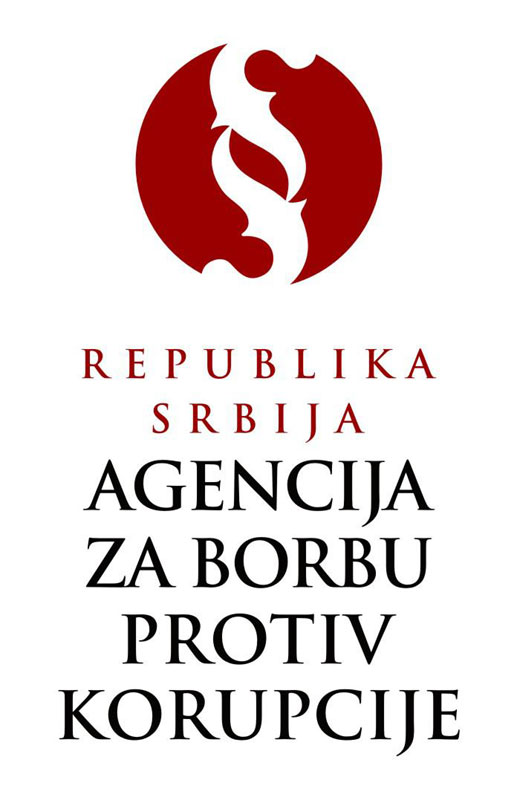 REPUBLIKA
SRBIJA
AGENCIJA
ZA BORBU
PROTIV
KORUPCIJE